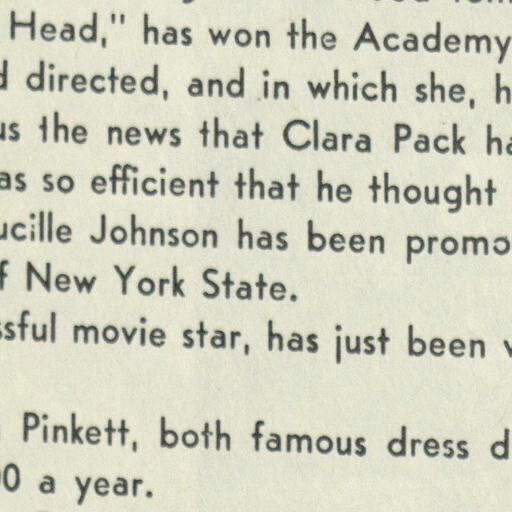 Head," has won the Academy
directed, and in which she, h
us the news that Clara Pack ha
as so efficient that he thought
ucille Johnson has been promo
f New York State.
ssful movie star, has just been
Pinkett, both famous dress d
00 a year.